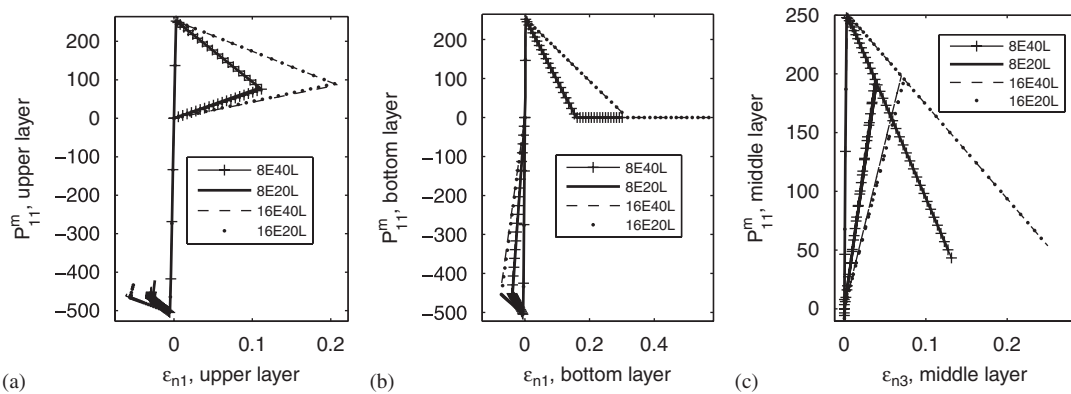 200
100
0
−100
−200
−300
−400
−500
P^m_11, upper layer
8E40L
8E20L
16E40L
16E20L
0 0.1 0.2
(a) ε_n1, upper layer
200
100
0
−100
−200
−300
−400
−500
P^m_11, bottom layer
8E40L
8E20L
16E40L
16E20L
0 0.2 0.4
(b) ε_n1, bottom layer
250
200
150
100
50
0
P^m_11, middle layer
8E40L
8E20L
16E40L
16E20L
0 0.1 0.2
(c) ε_n3, middle layer